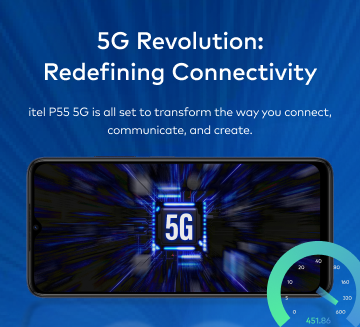 5G Revolution:
Redefining Connectivity
itel P55 5G is all set to transform the way you connect,
communicate, and create.
5G
0
5
10
20
40
80
160
320
600
451.86